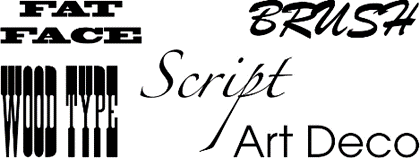 FAT
FACE
BRUSH
WOOD TYPE
Script
Art Deco